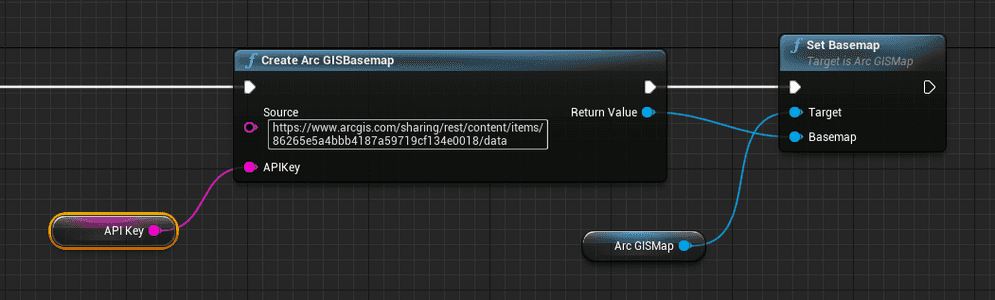 f Create Arc GISBasemap
Source
https://www.arcgis.com/sharing/rest/content/items/
86265e5a4bbb4187a59719cf134e0018/data
Return Value
APIKey
API Key
f Set Basemap
Target is Arc GISMap
Target
Basemap
Arc GISMap